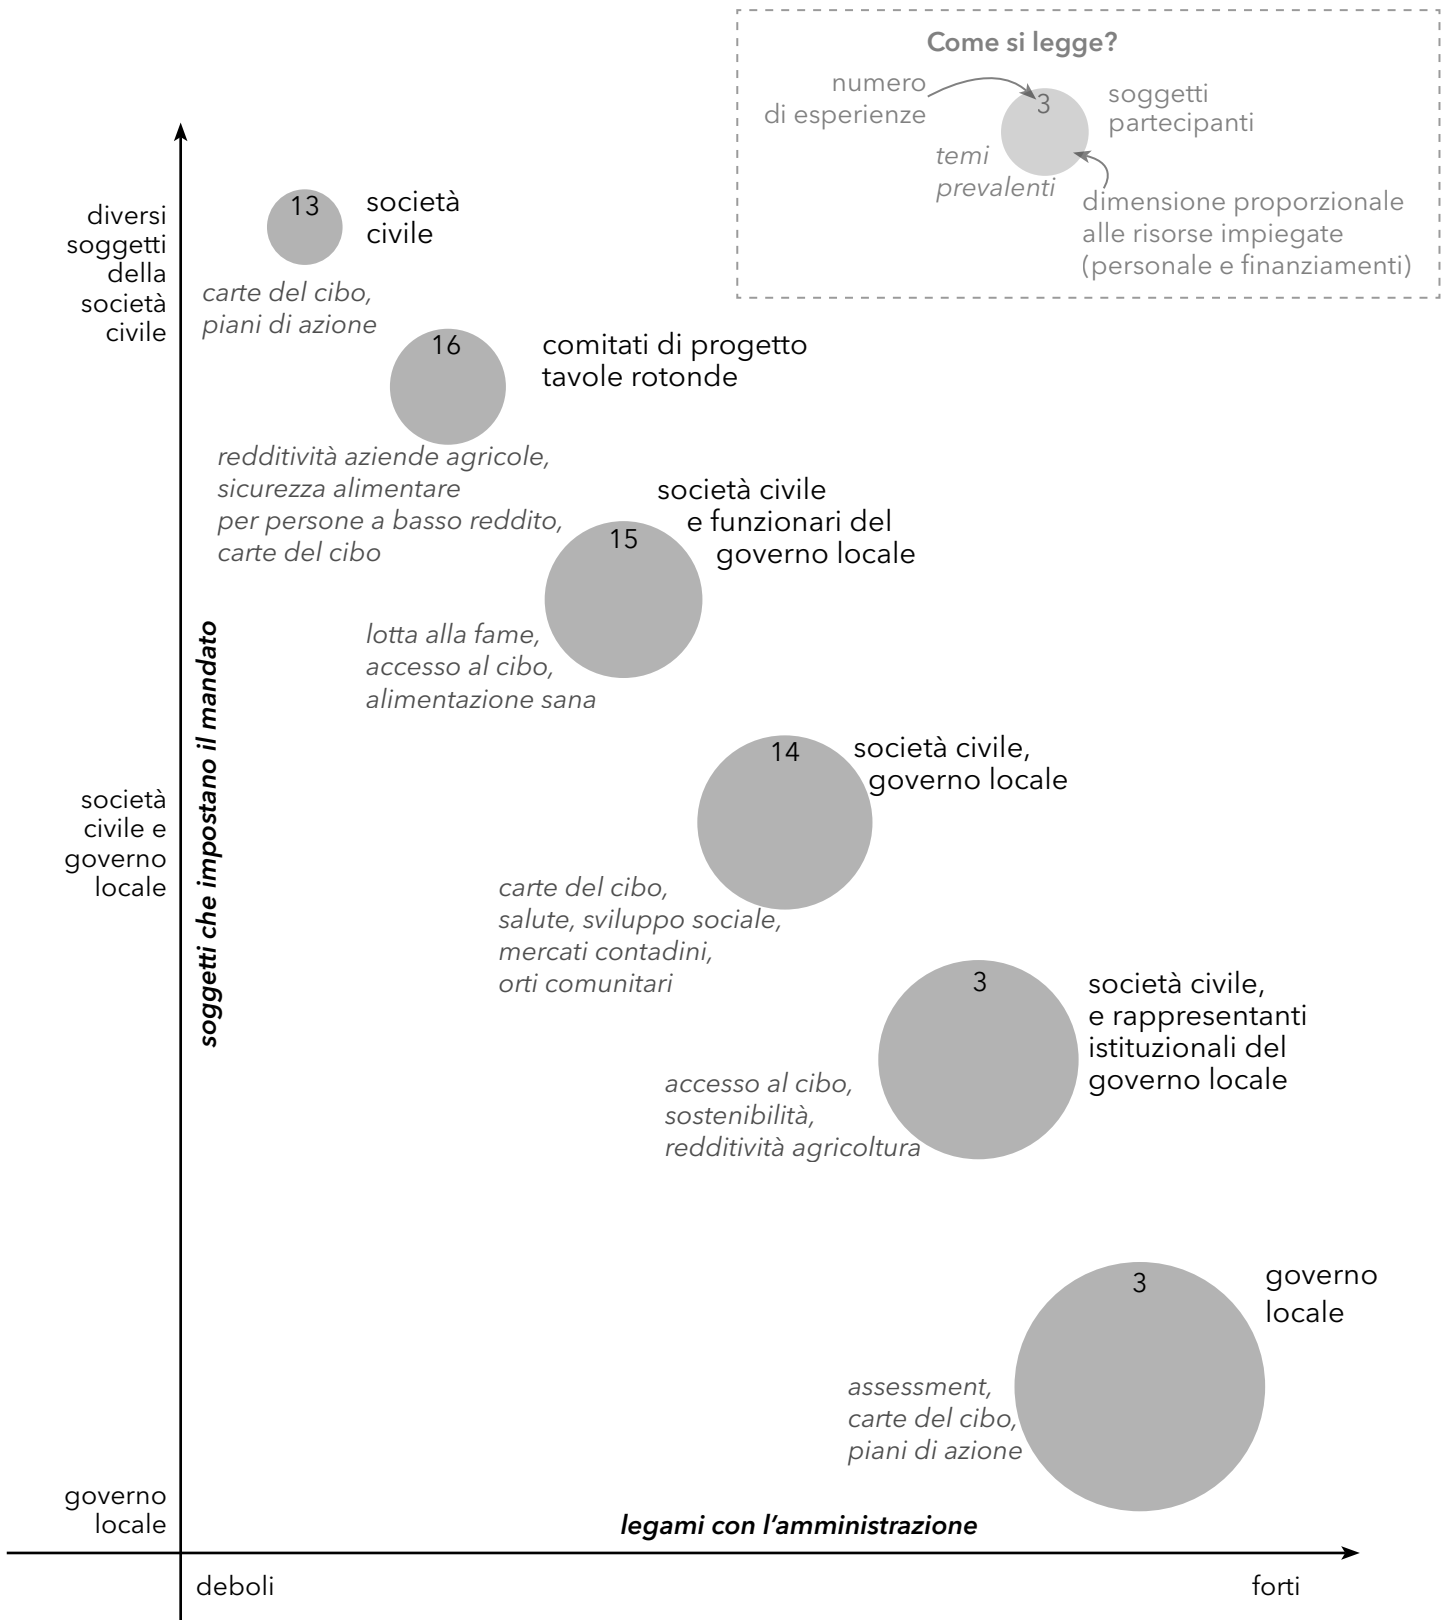 Come si legge?
numero
di esperienze
3
soggetti
partecipanti
temi
prevalenti
dimensione proporzionale
alle risorse impiegate
(personale e finanziamenti)
diversi
soggetti
della
società
civile
13
società
civile
carte del cibo,
piani di azione
16
comitati di progetto
tavole rotonde
redditività aziende agricole,
sicurezza alimentare
per persone a basso reddito,
carte del cibo
15
società civile
e funzionari del
governo locale
lotta alla fame,
accesso al cibo,
alimentazione sana
soggetti che impostano il mandato
società
civile e
governo
locale
14
società civile,
governo locale
carte del cibo,
salute, sviluppo sociale,
mercati contadini,
orti comunitari
3
società civile,
e rappresentanti
istituzionali del
governo locale
accesso al cibo,
sostenibilità,
redditività agricoltura
3
governo
locale
assessment,
carte del cibo,
piani di azione
governo
locale
legami con l'amministrazione
deboli
forti